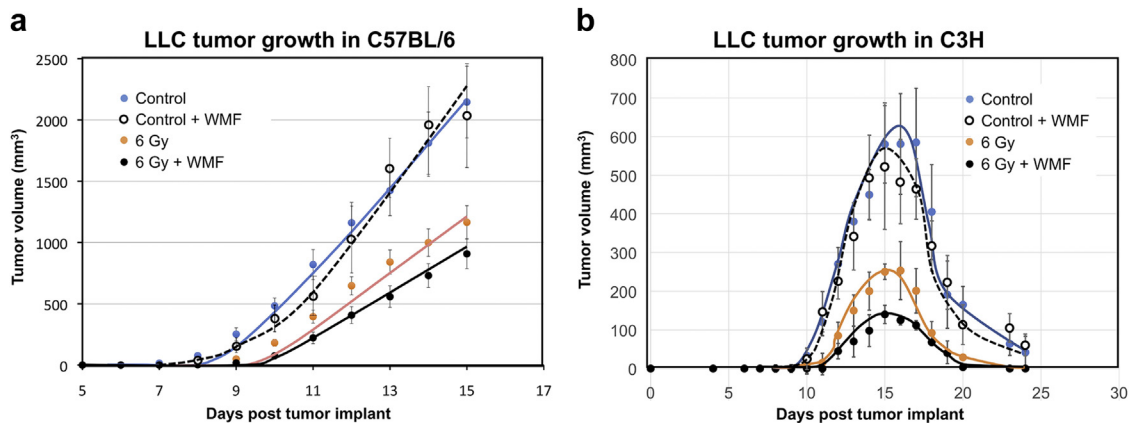 a
LLC tumor growth in C57BL/6
2500
2000
1500
1000
500
0
Tumor volume (mm³)
Control
Control + WMF
6 Gy
6 Gy + WMF
5 7 9 11 13 15 17
Days post tumor implant
b
LLC tumor growth in C3H
800
700
600
500
400
300
200
100
0
Tumor volume (mm³)
Control
Control + WMF
6 Gy
6 Gy + WMF
0 5 10 15 20 25 30
Days post tumor implant